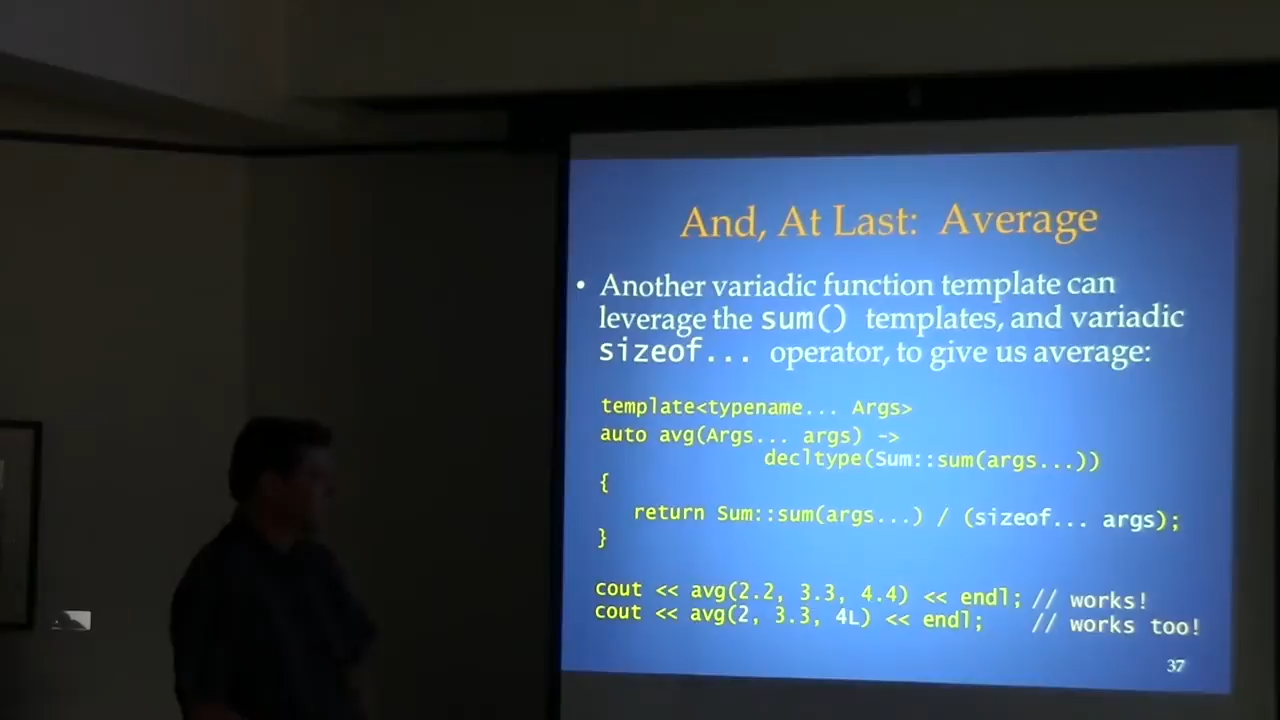 And, At Last: Average
• Another variadic function template can
leverage the sum() templates, and variadic
sizeof... operator, to give us average:
template<typename... Args>
auto avg(Args... args) ->
decltype(Sum::sum(args...))
{
return Sum::sum(args...) / (sizeof... args);
}
cout << avg(2.2, 3.3, 4.4) << endl; // works!
cout << avg(2, 3.3, 4L) << endl; // works too!
37